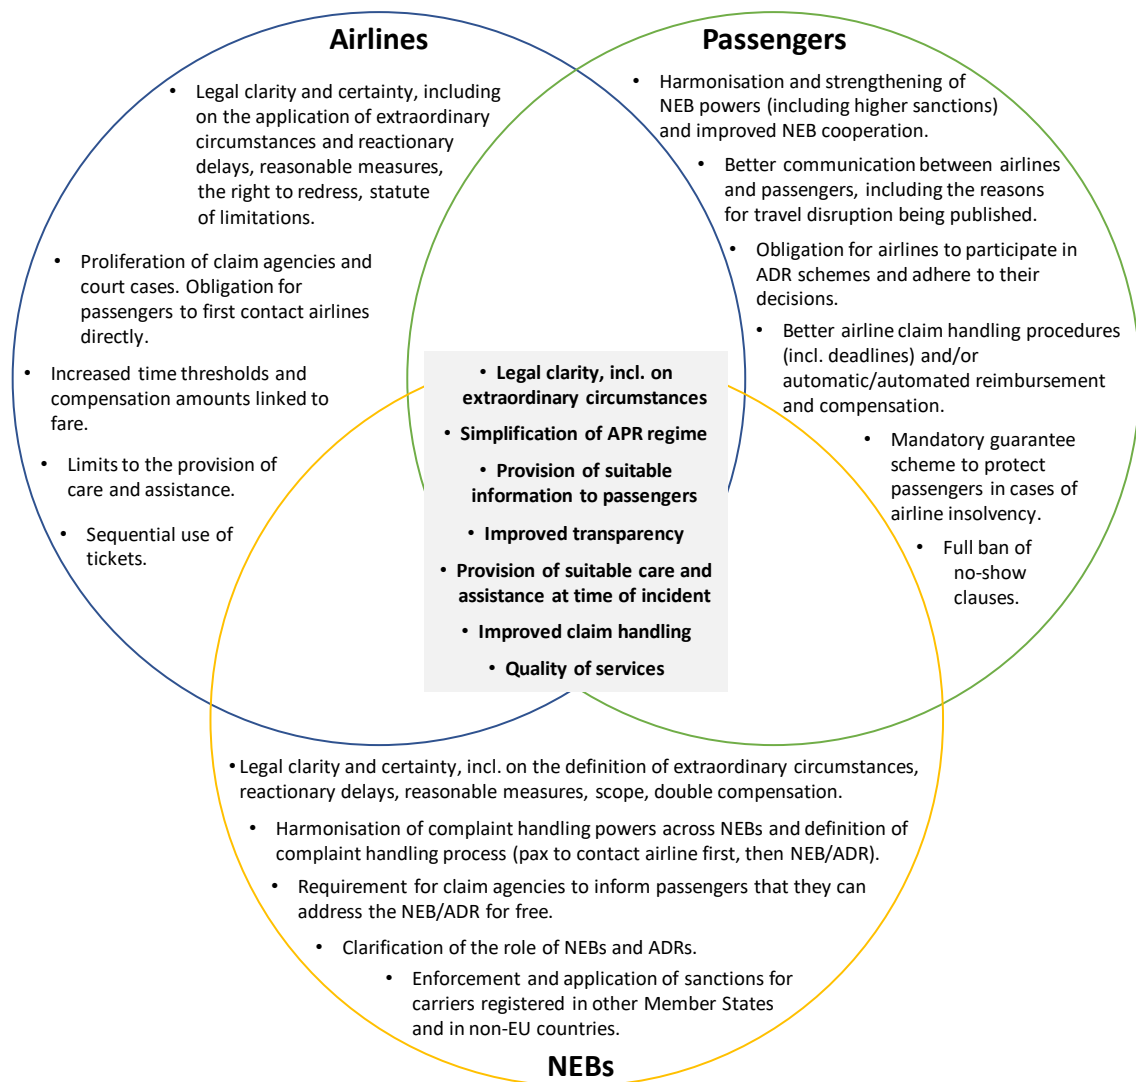 Airlines
• Legal clarity and certainty, including
on the application of extraordinary
circumstances and reactionary
delays, reasonable measures,
the right to redress, statute
of limitations.
• Proliferation of claim agencies and
court cases. Obligation for
passengers to first contact airlines
directly.
• Increased time thresholds and
compensation amounts linked to
fare.
• Limits to the provision of
care and assistance.
• Sequential use of
tickets.
Passengers
• Harmonisation and strengthening of
NEB powers (including higher sanctions)
and improved NEB cooperation.
• Better communication between airlines
and passengers, including the reasons
for travel disruption being published.
• Obligation for airlines to participate in
ADR schemes and adhere to their
decisions.
• Better airline claim handling procedures
(incl. deadlines) and/or
automatic/automated reimbursement
and compensation.
• Mandatory guarantee
scheme to protect
passengers in cases of
airline insolvency.
• Full ban of
no-show
clauses.
• Legal clarity, incl. on
extraordinary circumstances
• Simplification of APR regime
• Provision of suitable
information to passengers
• Improved transparency
• Provision of suitable care and
assistance at time of incident
• Improved claim handling
• Quality of services
• Legal clarity and certainty, incl. on the definition of extraordinary circumstances,
reactionary delays, reasonable measures, scope, double compensation.
• Harmonisation of complaint handling powers across NEBs and definition of
complaint handling process (pax to contact airline first, then NEB/ADR).
• Requirement for claim agencies to inform passengers that they can
address the NEB/ADR for free.
• Clarification of the role of NEBs and ADRs.
• Enforcement and application of sanctions for
carriers registered in other Member States
and in non-EU countries.
NEBs